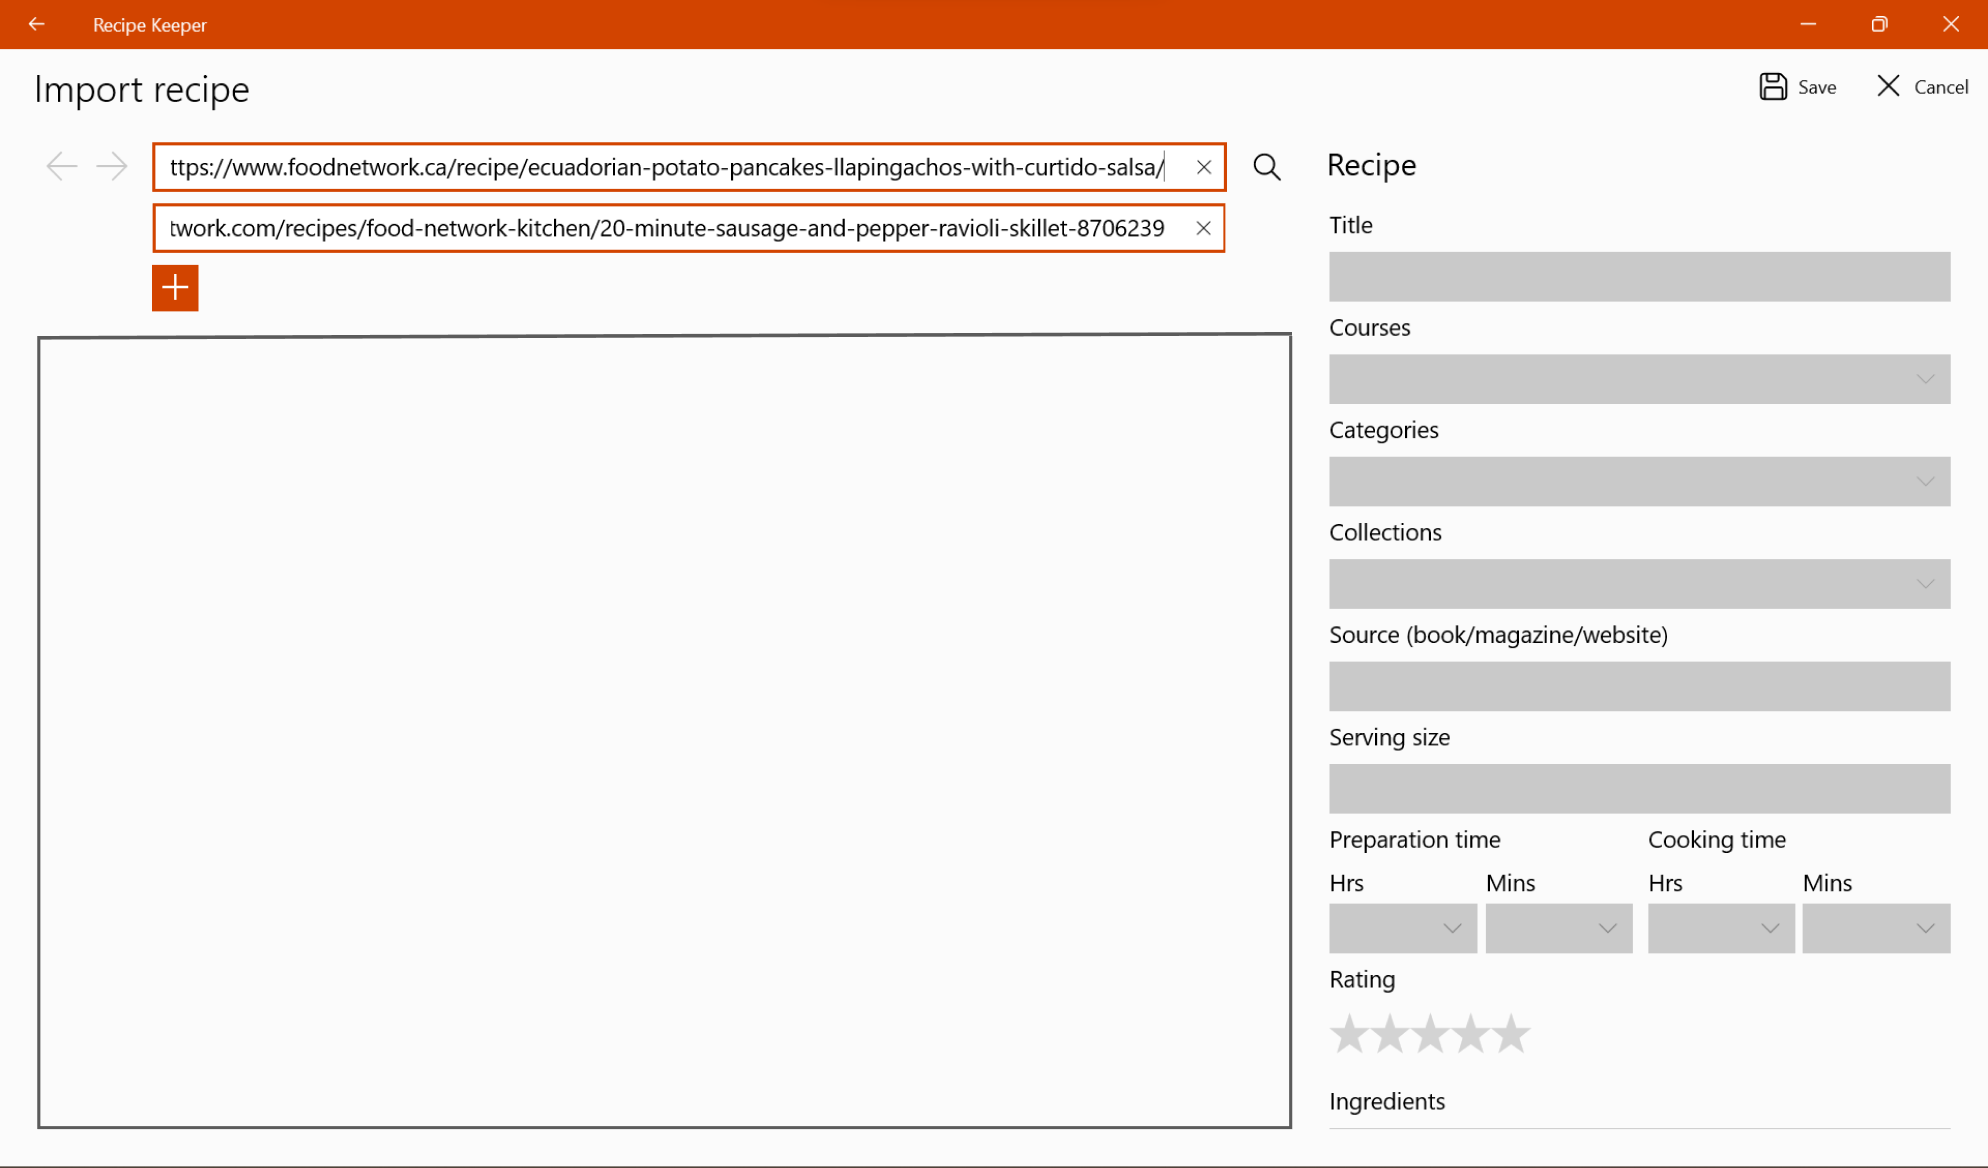 Recipe Keeper
Import recipe
Save
Cancel
ttps://www.foodnetwork.ca/recipe/ecuadorian-potato-pancakes-llapingachos-with-curtido-salsa/
twork.com/recipes/food-network-kitchen/20-minute-sausage-and-pepper-ravioli-skillet-8706239
Recipe
Title
Courses
Categories
Collections
Source (book/magazine/website)
Serving size
Preparation time
Cooking time
Hrs
Mins
Hrs
Mins
Rating
Ingredients